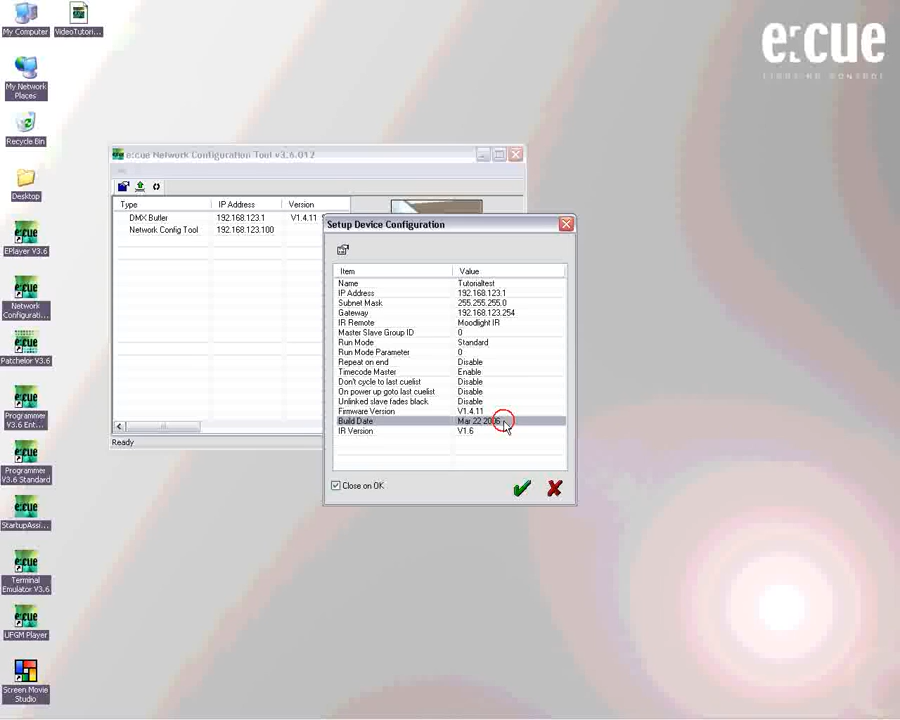 My Computer
VideoTutori...
My Network
Places
Recycle Bin
Desktop
EPlayer V3.6
Network
Configurati...
Patchelor V3.6
Programmer
V3.6 Ent...
Programmer
V3.6 Standard
StartupAssi...
Terminal
Emulator V3.6
UFGM Player
Screen Movie
Studio
e:cue
LIGHTING CONTROL
e:cue Network Configuration Tool v3.6.012
Type IP Address Version
DMX Butler 192.168.123.1 V1.4.11
Network Config Tool 192.168.123.100
Ready
Setup Device Configuration
Item Value
Name Tutorialtest
IP Address 192.168.123.1
Subnet Mask 255.255.255.0
Gateway 192.168.123.254
IR Remote Moodlight IR
Master Slave Group ID 0
Run Mode Standard
Run Mode Parameter 0
Repeat on end Disable
Timecode Master Enable
Don't cycle to last cuelist Disable
On power up goto last cuelist Disable
Unlinked slave fades black Disable
Firmware Version V1.4.11
Build Date Mar 22 2006
IR Version V1.6
Close on OK